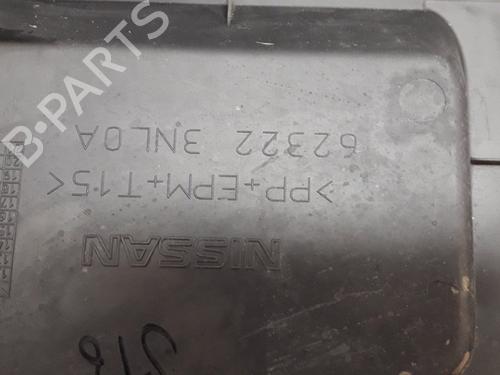 62322 3NL0A
>PP+EPM+T15<
NISSAN
B-PARTS